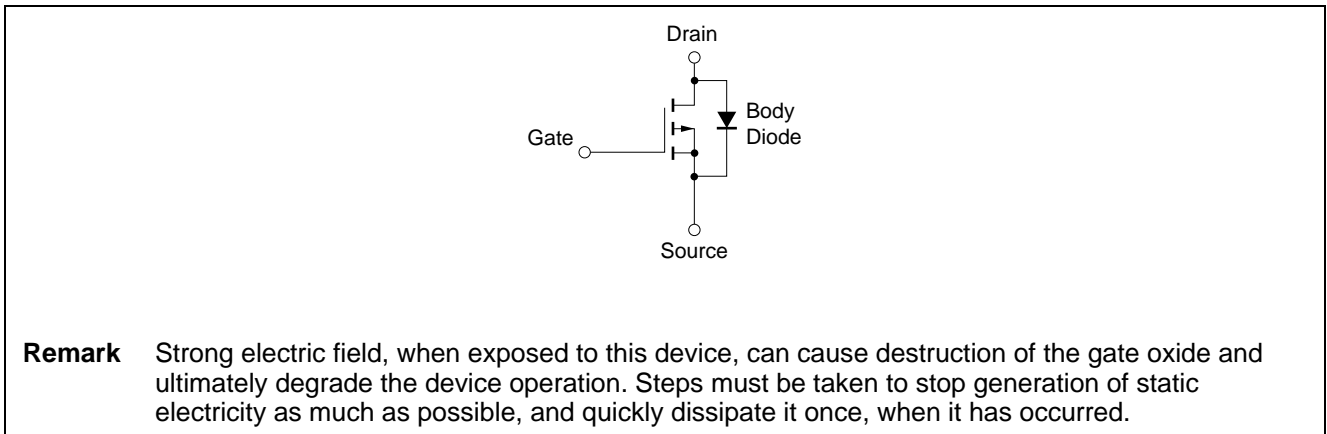 Drain
Body
Diode
Gate
Source
Remark Strong electric field, when exposed to this device, can cause destruction of the gate oxide and
ultimately degrade the device operation. Steps must be taken to stop generation of static
electricity as much as possible, and quickly dissipate it once, when it has occurred.